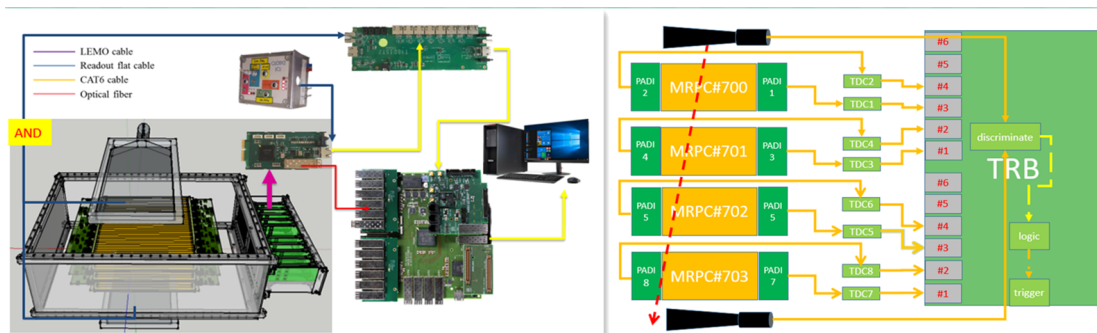 LEMO cable
Readout flat cable
CAT6 cable
Optical fiber
AND
PADI 2
MRPC#700
PADI 1
TDC2
TDC1
PADI 4
MRPC#701
PADI 3
TDC4
TDC3
PADI 5
MRPC#702
PADI 5
TDC6
TDC5
PADI 8
MRPC#703
PADI 7
TDC8
TDC7
#6
#5
#4
#3
#2
#1
#6
#5
#4
#3
#2
#1
discriminate
TRB
logic
trigger